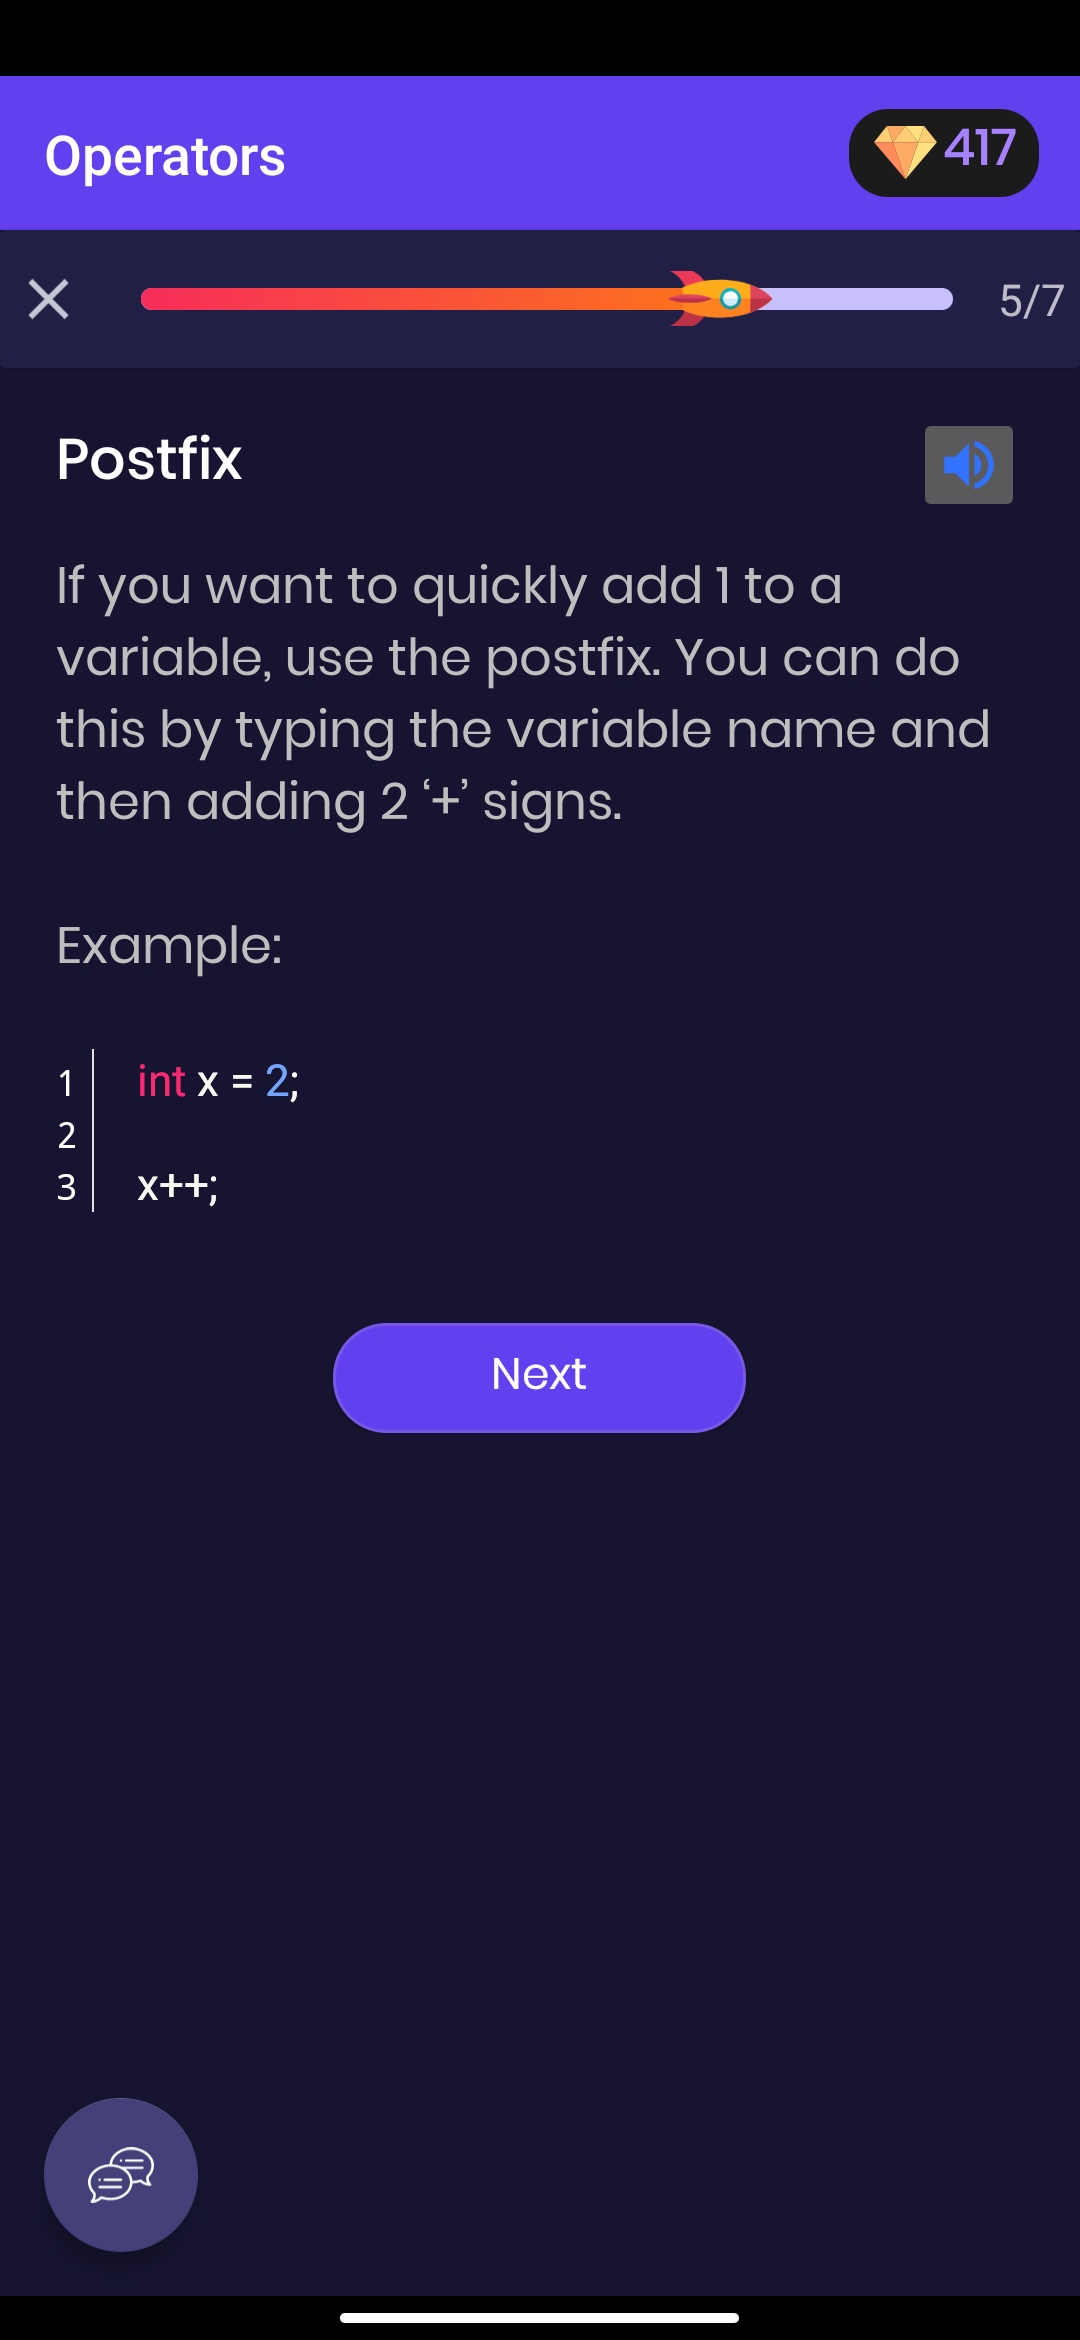 Operators
417
5/7
Postfix
If you want to quickly add 1 to a
variable, use the postfix. You can do
this by typing the variable name and
then adding 2 ‘+’ signs.
Example:
1 int x = 2;
2
3 x++;
Next